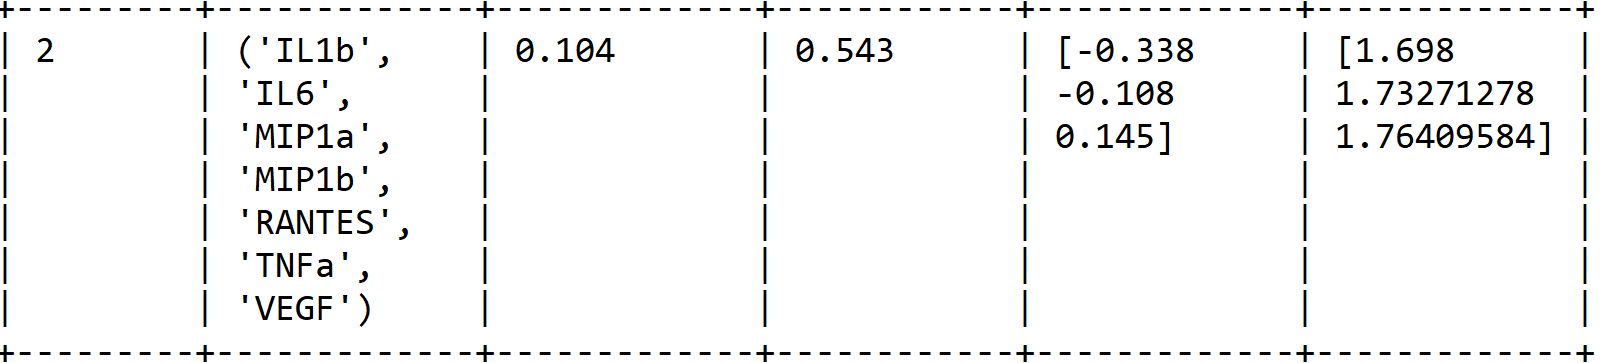 +---------+-------------+-------------+------------+-------------+-------------+
| 2       | ('IL1b',    | 0.104       | 0.543      | [-0.338     | [1.698      |
|         | 'IL6',      |             |            | -0.108      | 1.73271278  |
|         | 'MIP1a',    |             |            | 0.145]      | 1.76409584] |
|         | 'MIP1b',    |             |            |             |             |
|         | 'RANTES',   |             |            |             |             |
|         | 'TNFa',     |             |            |             |             |
|         | 'VEGF')     |             |            |             |             |
+---------+-------------+-------------+------------+-------------+-------------+